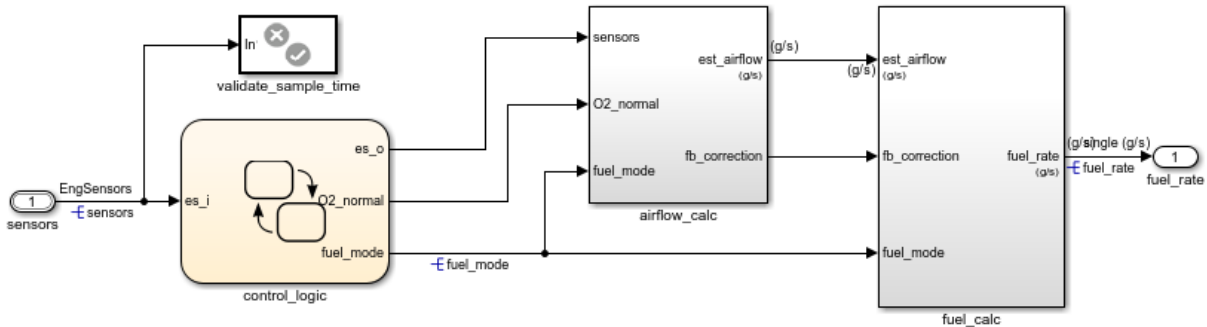 In
validate_sample_time
1
sensors
EngSensors
sensors
es_i
es_o
O2_normal
fuel_mode
control_logic
fuel_mode
sensors
O2_normal
fuel_mode
est_airflow
(g/s)
fb_correction
airflow_calc
(g/s)
(g/s)
est_airflow
(g/s)
fb_correction
fuel_mode
fuel_rate
(g/s)
fuel_calc
(g/s)
single (g/s)
fuel_rate
1
fuel_rate